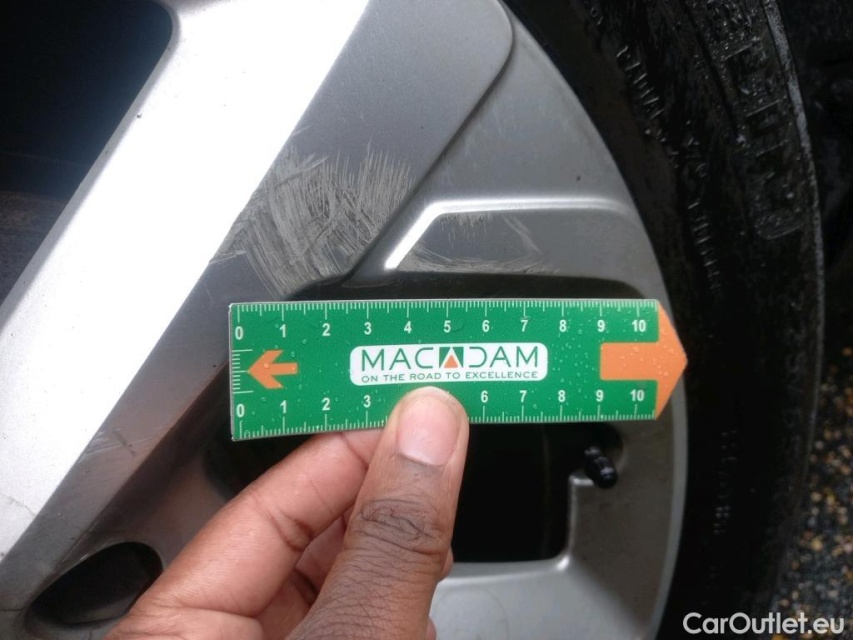 0 1 2 3 4 5 6 7 8 9 10
MACADAM
ON THE ROAD TO EXCELLENCE
0 1 2 3 6 7 8 9 10
CarOutlet.eu